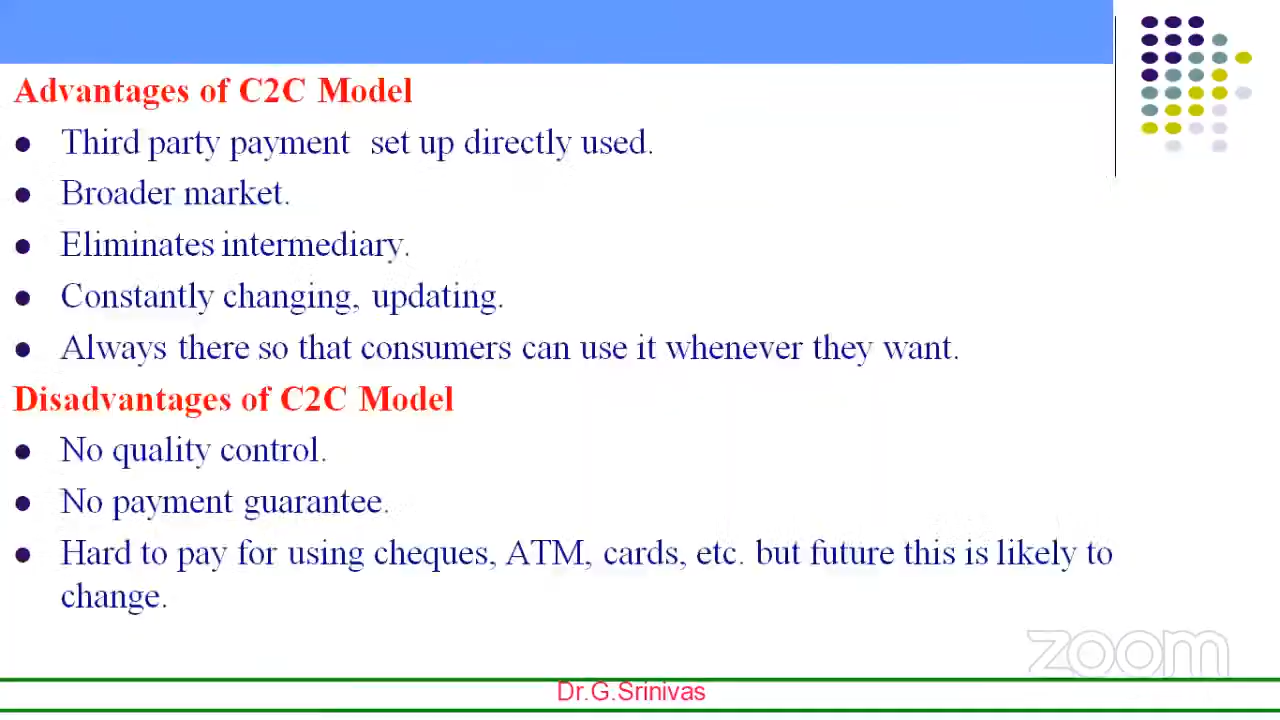 Advantages of C2C Model
● Third party payment set up directly used.
● Broader market.
● Eliminates intermediary.
● Constantly changing, updating.
● Always there so that consumers can use it whenever they want.
Disadvantages of C2C Model
● No quality control.
● No payment guarantee.
● Hard to pay for using cheques, ATM, cards, etc. but future this is likely to
change.
zoom
Dr.G.Srinivas